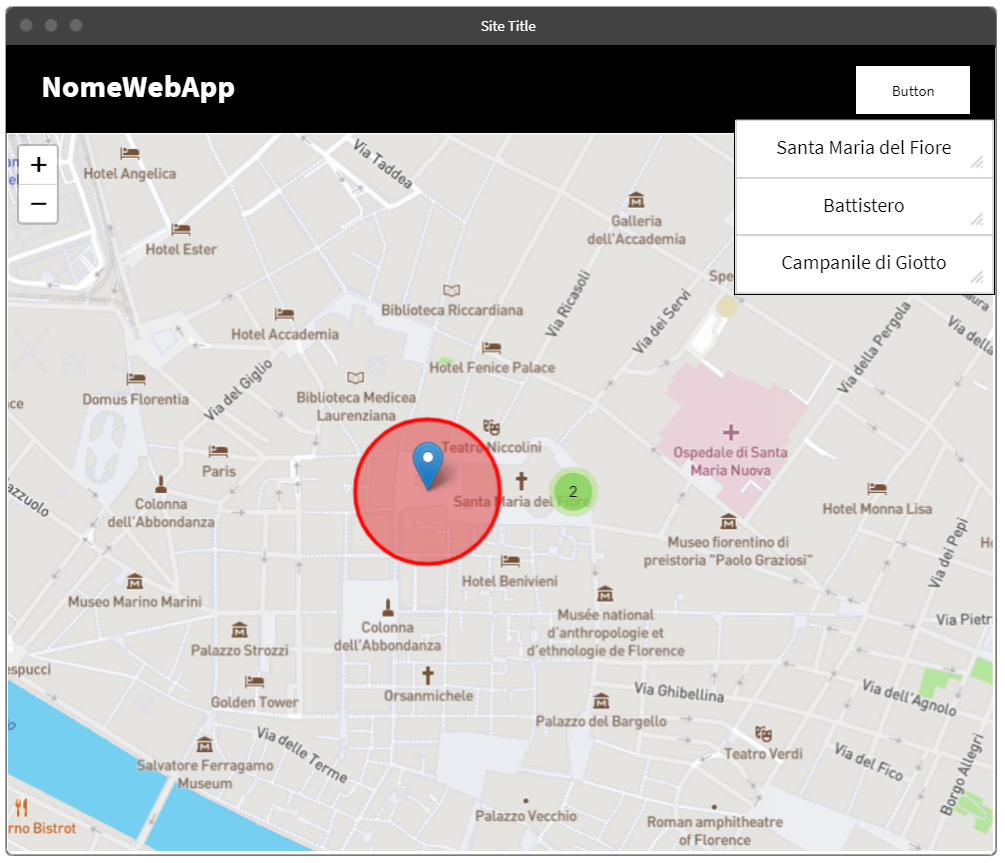 Site Title
NomeWebApp
Button
Santa Maria del Fiore
Battistero
Campanile di Giotto
+
−
Hotel Angelica
Via Taddea
Hotel Ester
Galleria
dell'Accademia
Biblioteca Riccardiana
Via Ricasoli
Via dei Servi
Hotel Accademia
Via della Pergola
Via della
Hotel Fenice Palace
Via del Giglio
Domus Florentia
Biblioteca Medicea
Laurenziana
Teatro Niccolini
Ospedale di Santa
Maria Nuova
Paris
Santa Maria del Fiore
2
Colonna
dell'Abbondanza
Hotel Monna Lisa
Museo fiorentino di
preistoria "Paolo Graziosi"
Via dei Pepi
Hotel Benivieni
Museo Marino Marini
Musée national
d'anthropologie et
d'ethnologie de Florence
Colonna
dell'Abbondanza
Via Pietr
Palazzo Strozzi
espucci
Orsanmichele
Golden Tower
Via Ghibellina
Via dell'Agnolo
Palazzo del Bargello
Via delle Terme
Teatro Verdi
Via del Fico
Borgo Allegri
Salvatore Ferragamo
Museum
Palazzo Vecchio
Roman amphitheatre
of Florence
rno Bistrot